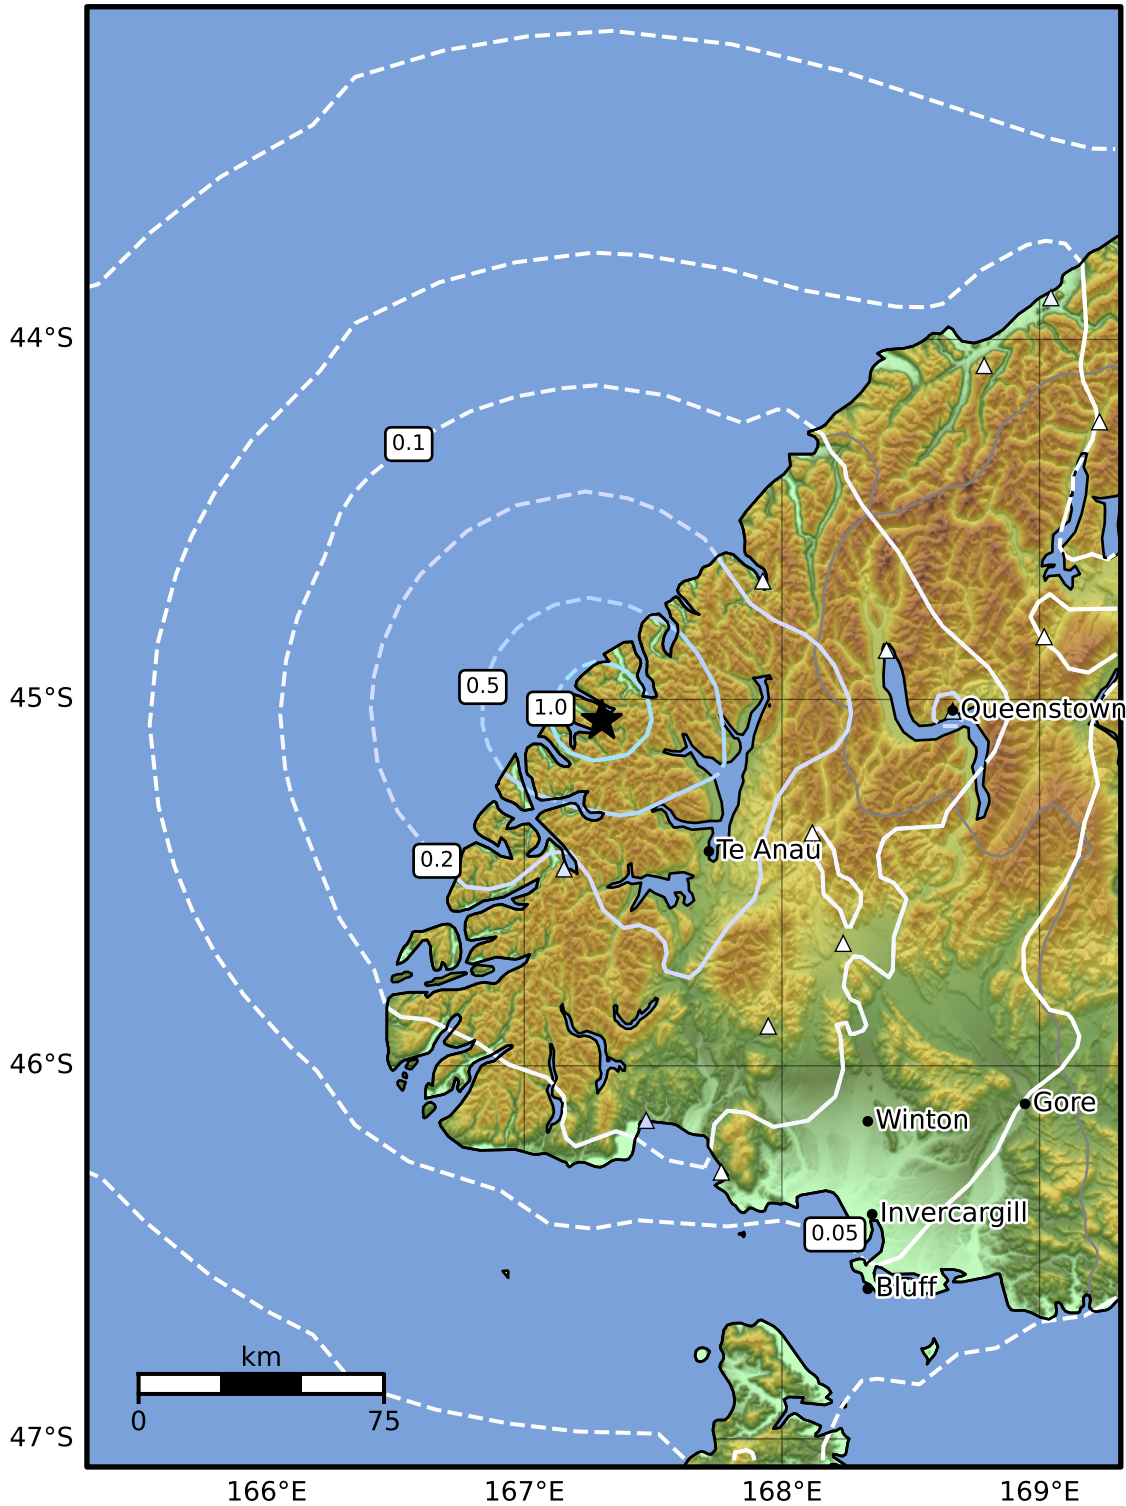 44°S
0.1
45°S
0.5
1.0
Queenstown
0.2
Te Anau
46°S
Gore
Winton
Invercargill
0.05
Bluff
km
0 75
47°S
166°E 167°E 168°E 169°E